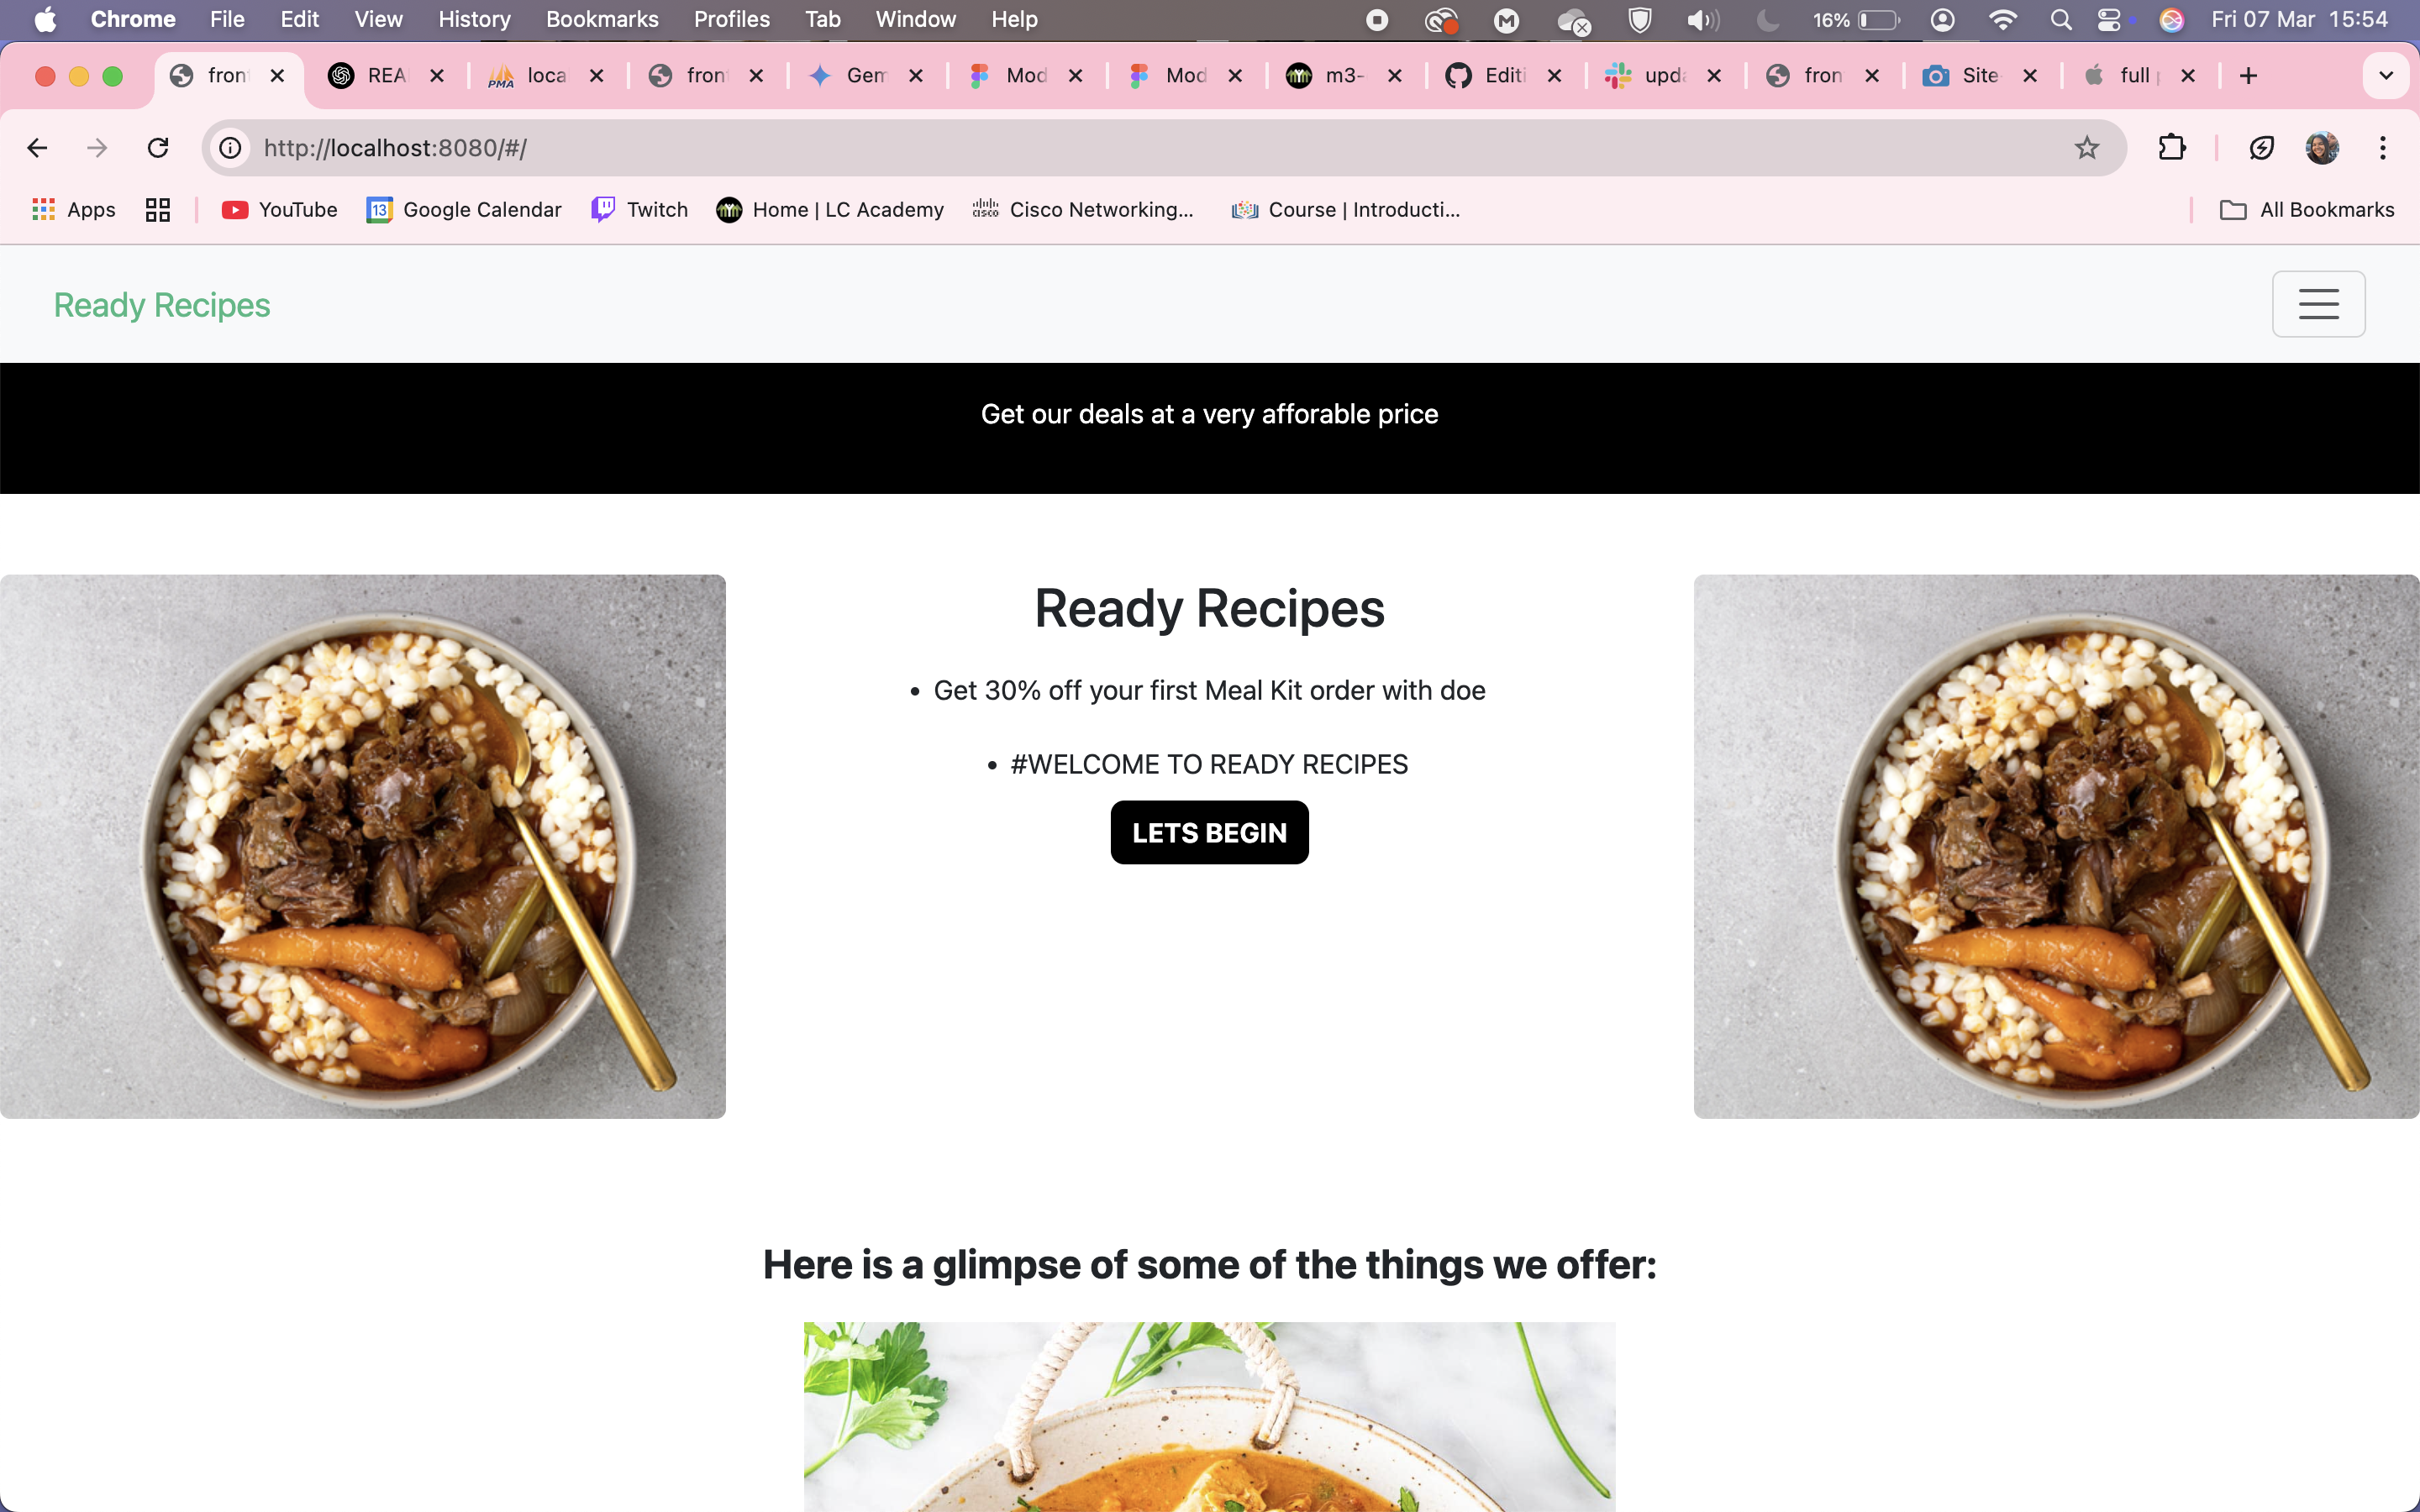 Chrome File Edit View History Bookmarks Profiles Tab Window Help 16% Fri 07 Mar 15:54
fron REA loca fron Gem Mod Mod m3- Editi upda fron Site full
http://localhost:8080/#/
Apps YouTube Google Calendar Twitch Home | LC Academy Cisco Networking... Course | Introducti... All Bookmarks
Ready Recipes
Get our deals at a very afforable price
Ready Recipes
• Get 30% off your first Meal Kit order with doe
• #WELCOME TO READY RECIPES
LETS BEGIN
Here is a glimpse of some of the things we offer: